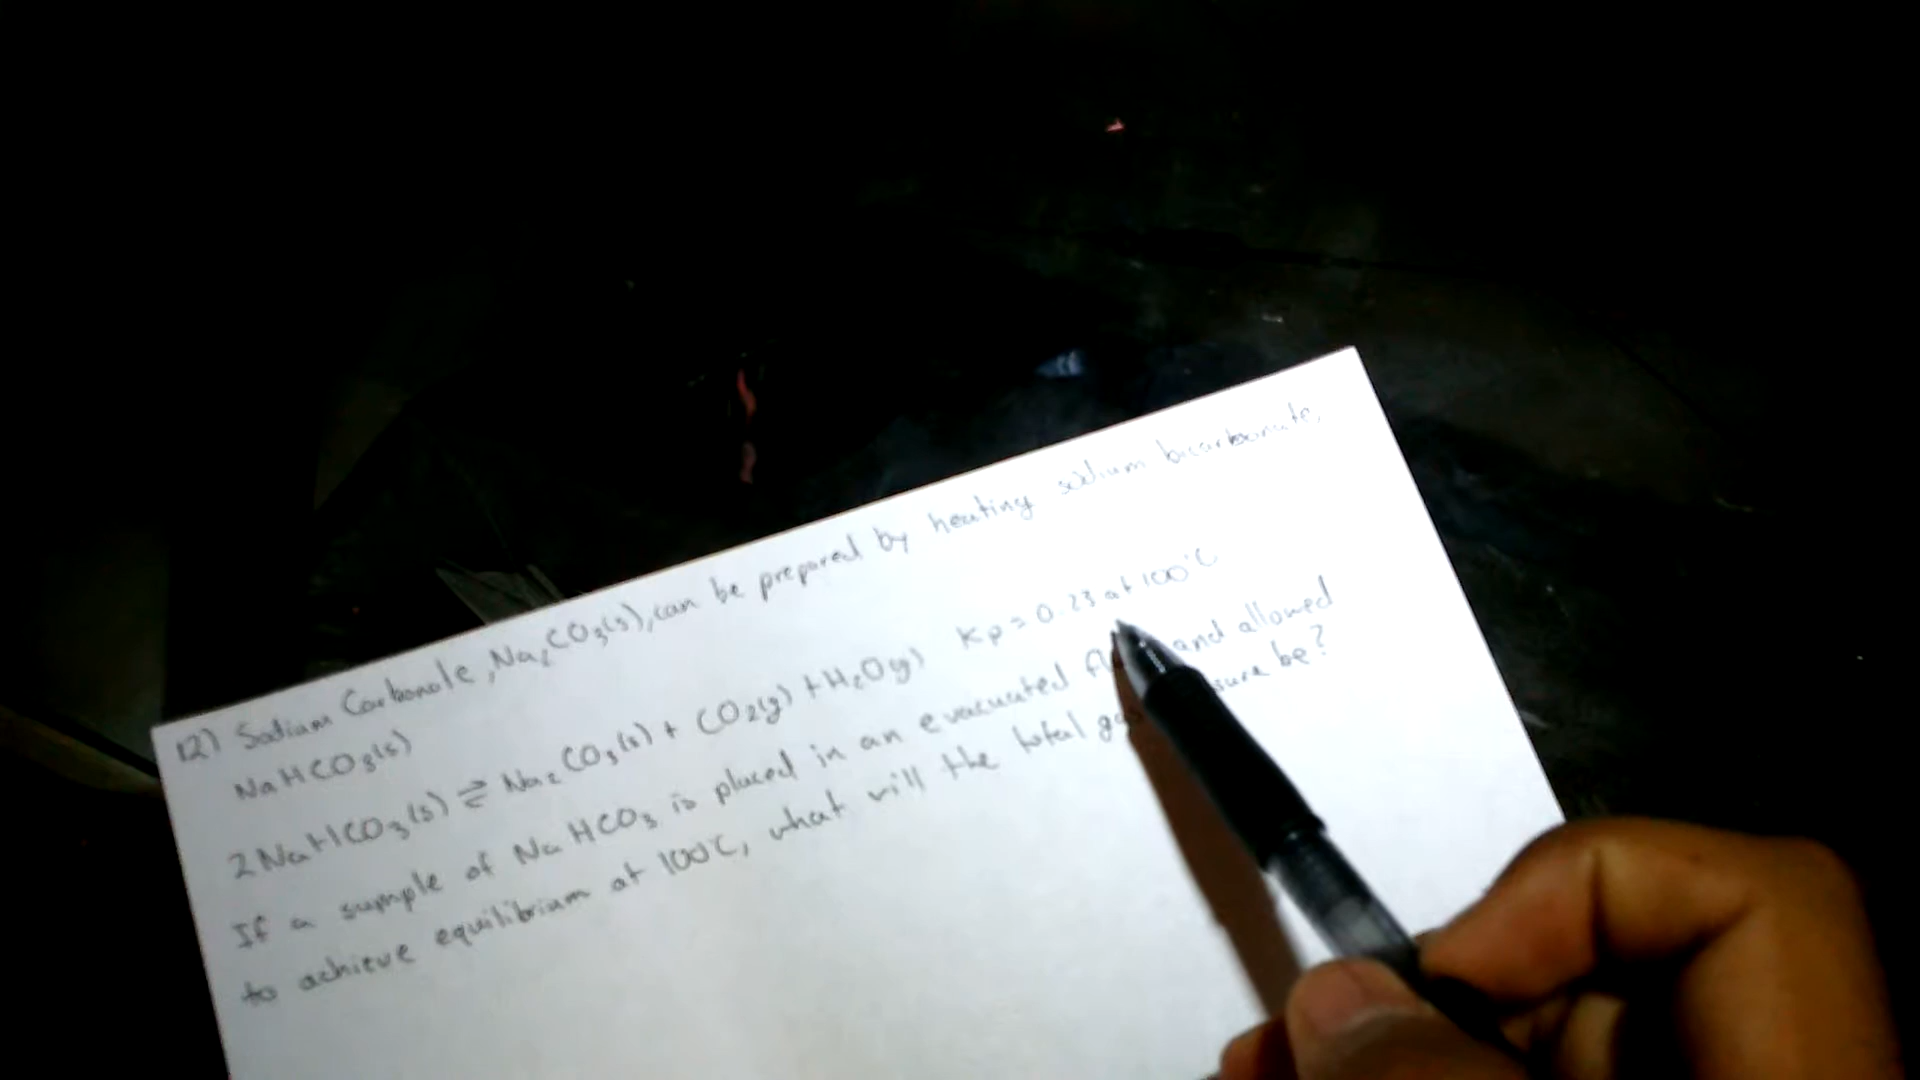 12) Sodium Carbonate, Na2CO3(s), can be prepared by heating sodium bicarbonate,
NaHCO3(s)
2NaHCO3(s) ⇌ Na2CO3(s) + CO2(g) + H2O(g) Kp = 0.23 at 100°C
If a sample of NaHCO3 is placed in an evacuated and allowed
to achieve equilibrium at 100°C, what will the total be?